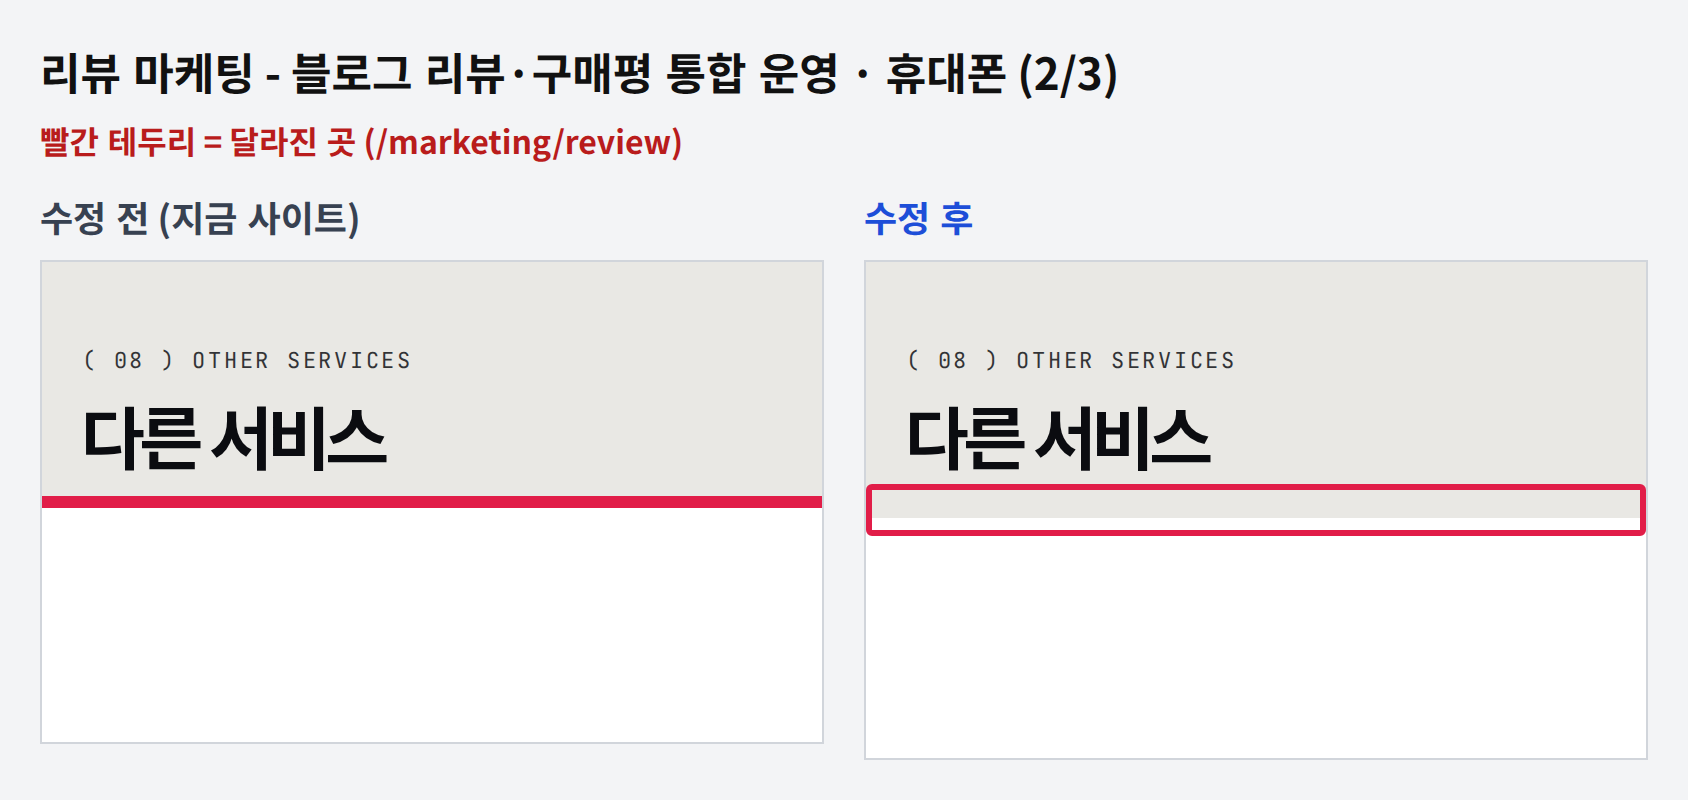 리뷰 마케팅 - 블로그 리뷰·구매평 통합 운영 · 휴대폰 (2/3)
빨간 테두리 = 달라진 곳 (/marketing/review)
수정 전 (지금 사이트)
수정 후
( 08 ) OTHER SERVICES
다른 서비스
( 08 ) OTHER SERVICES
다른 서비스